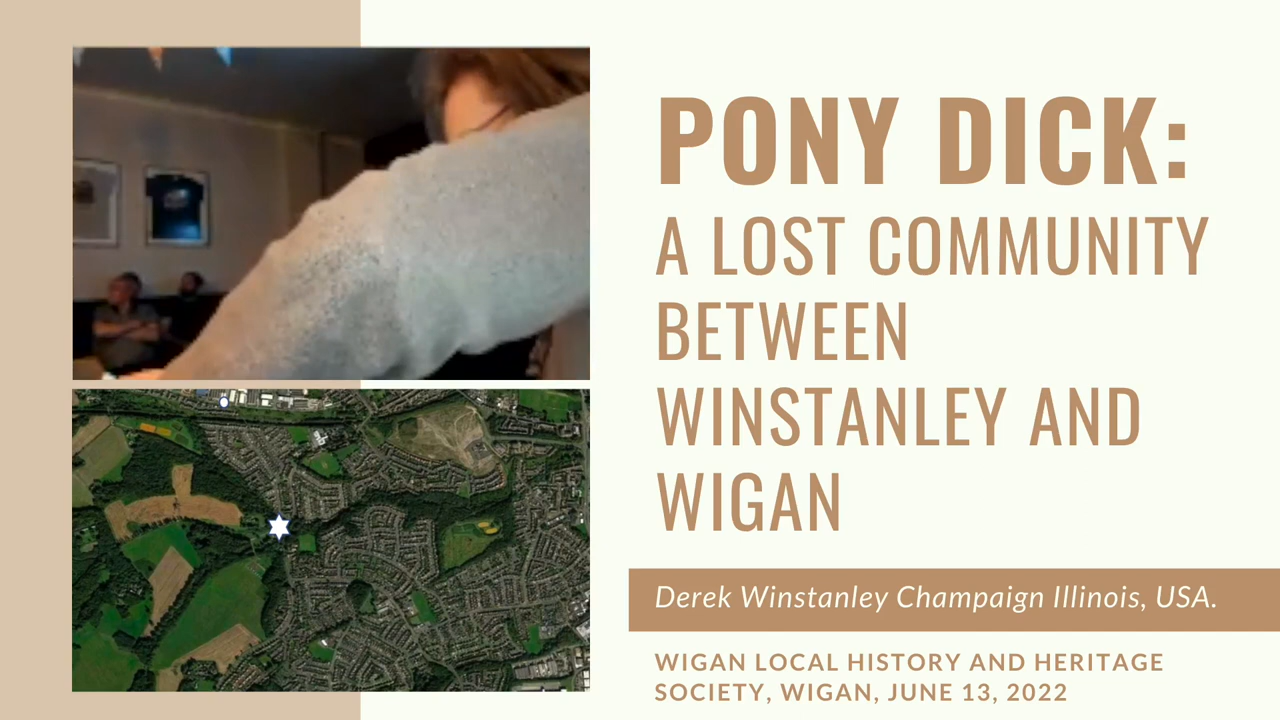 PONY DICK:
A LOST COMMUNITY
BETWEEN
WINSTANLEY AND
WIGAN
Derek Winstanley Champaign Illinois, USA.
WIGAN LOCAL HISTORY AND HERITAGE
SOCIETY, WIGAN, JUNE 13, 2022